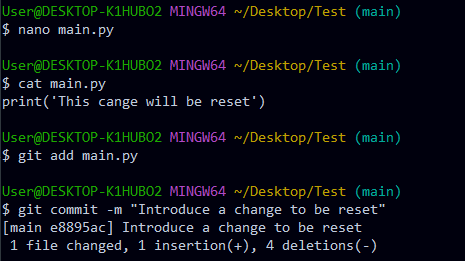 User@DESKTOP-K1HUBO2 MINGW64 ~/Desktop/Test (main)
$ nano main.py
User@DESKTOP-K1HUBO2 MINGW64 ~/Desktop/Test (main)
$ cat main.py
print('This cange will be reset')
User@DESKTOP-K1HUBO2 MINGW64 ~/Desktop/Test (main)
$ git add main.py
User@DESKTOP-K1HUBO2 MINGW64 ~/Desktop/Test (main)
$ git commit -m "Introduce a change to be reset"
[main e8895ac] Introduce a change to be reset
 1 file changed, 1 insertion(+), 4 deletions(-)